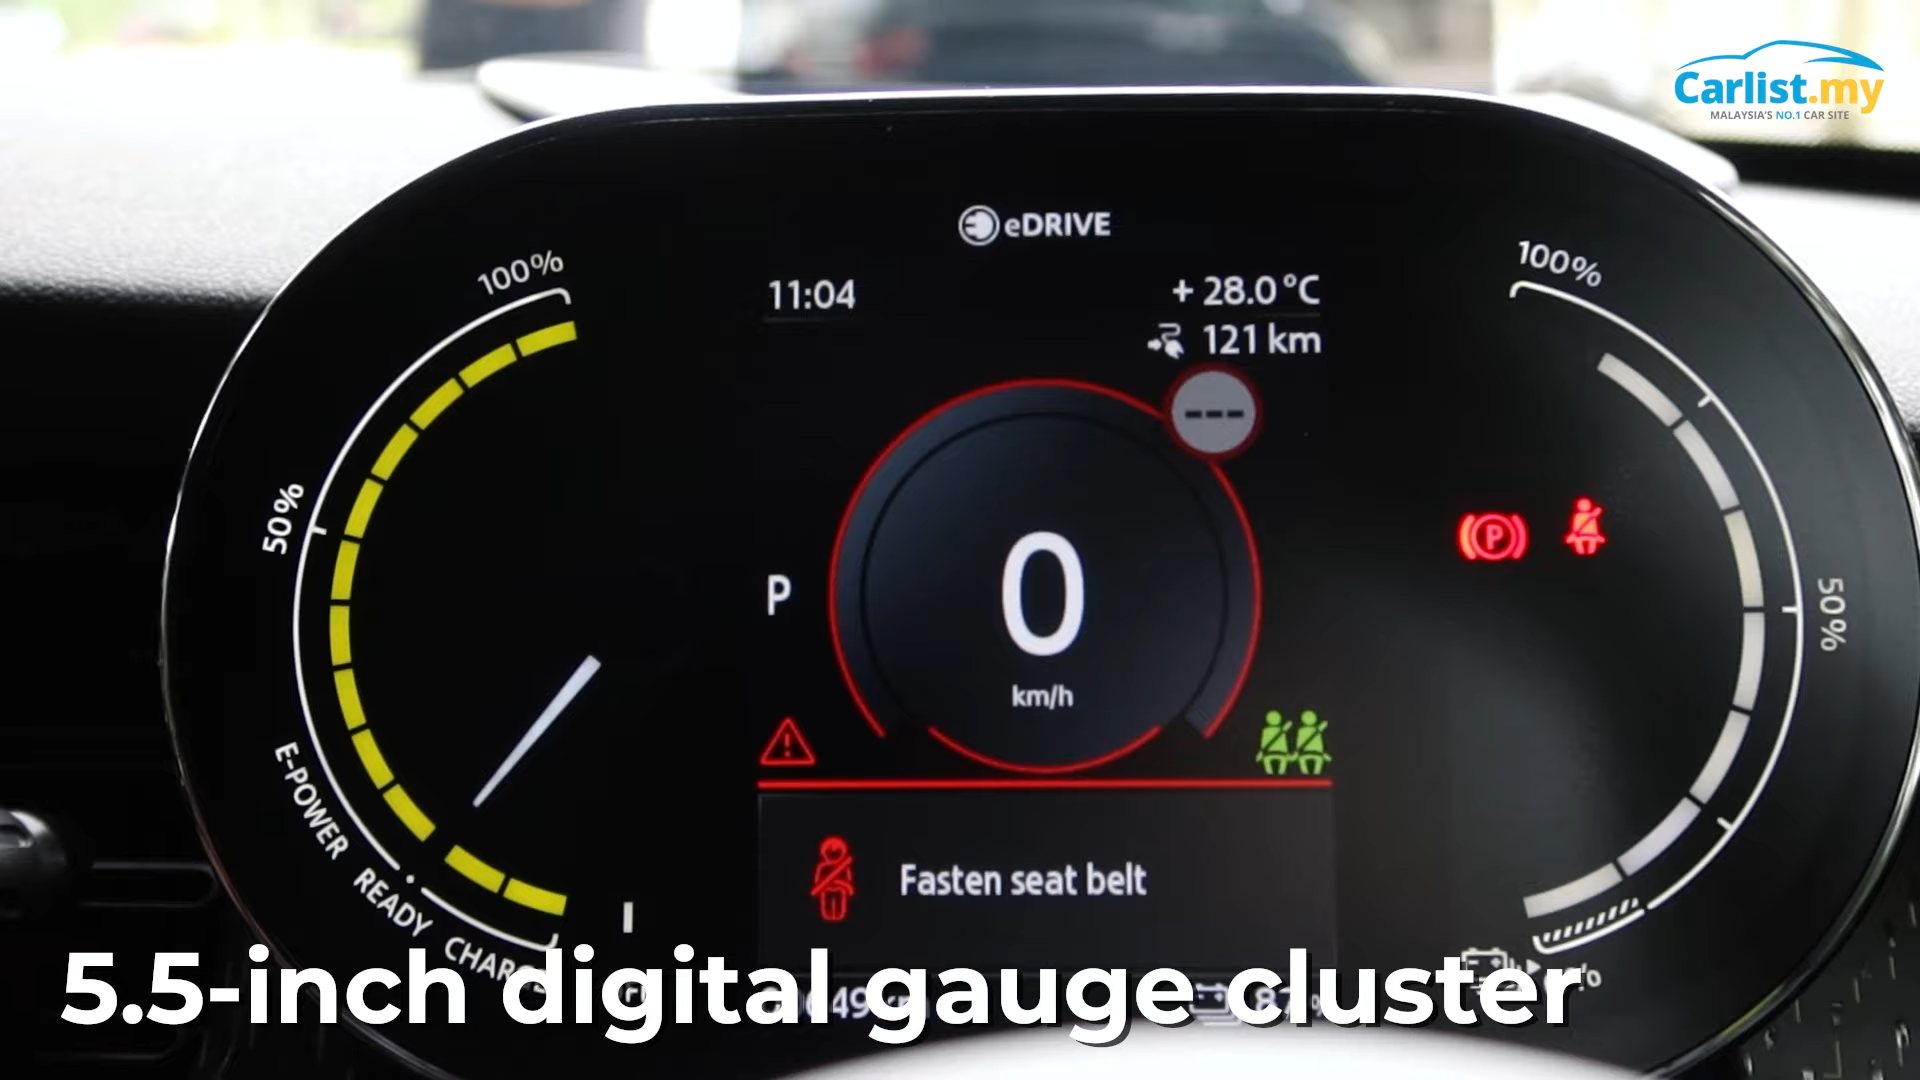 Carlist.my
MALAYSIA'S NO.1 CAR SITE
eDRIVE
11:04
+ 28.0 °C
121 km
100%
100%
---
50%
50%
P
0
km/h
P
E-POWER
READY
Fasten seat belt
5.5-inch digital gauge cluster